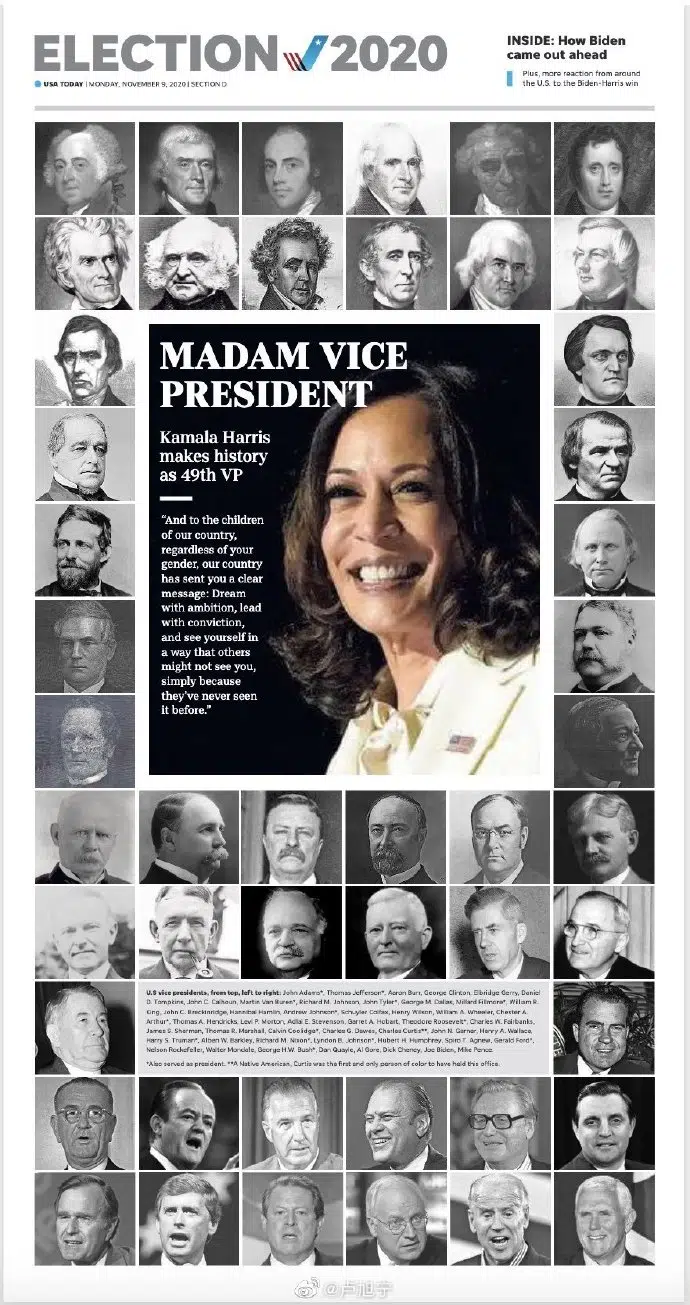 ELECTION 2020
INSIDE: How Biden
came out ahead
Plus, more reaction from around
the U.S. to the Biden-Harris win
USA TODAY | MONDAY, NOVEMBER 9, 2020 | SECTION D
MADAM VICE
PRESIDENT
Kamala Harris
makes history
as 49th VP
“And to the children
of our country,
regardless of your
gender, our country
has sent you a clear
message: Dream
with ambition, lead
with conviction,
and see yourself in
a way that others
might not see you,
simply because
they’ve never seen
it before.”
U.S vice presidents, from top, left to right: John Adams*, Thomas Jefferson*, Aaron Burr, George Clinton, Elbridge Gerry, Daniel
D. Tompkins, John C. Calhoun, Martin Van Buren*, Richard M. Johnson, John Tyler*, George M. Dallas, Millard Fillmore*, William R.
King, John C. Breckinridge, Hannibal Hamlin, Andrew Johnson*, Schuyler Colfax, Henry Wilson, William A. Wheeler, Chester A.
Arthur*, Thomas A. Hendricks, Levi P. Morton, Adlai E. Stevenson, Garret A. Hobart, Theodore Roosevelt*, Charles W. Fairbanks,
James S. Sherman, Thomas R. Marshall, Calvin Coolidge*, Charles G. Dawes, Charles Curtis**, John N. Garner, Henry A. Wallace,
Harry S. Truman*, Alben W. Barkley, Richard M. Nixon*, Lyndon B. Johnson*, Hubert H. Humphrey, Spiro T. Agnew, Gerald Ford*,
Nelson Rockefeller, Walter Mondale, George H.W. Bush*, Dan Quayle, Al Gore, Dick Cheney, Joe Biden, Mike Pence.
*Also served as president. **A Native American, Curtis was the first and only person of color to have held this office.
@卢旭宁